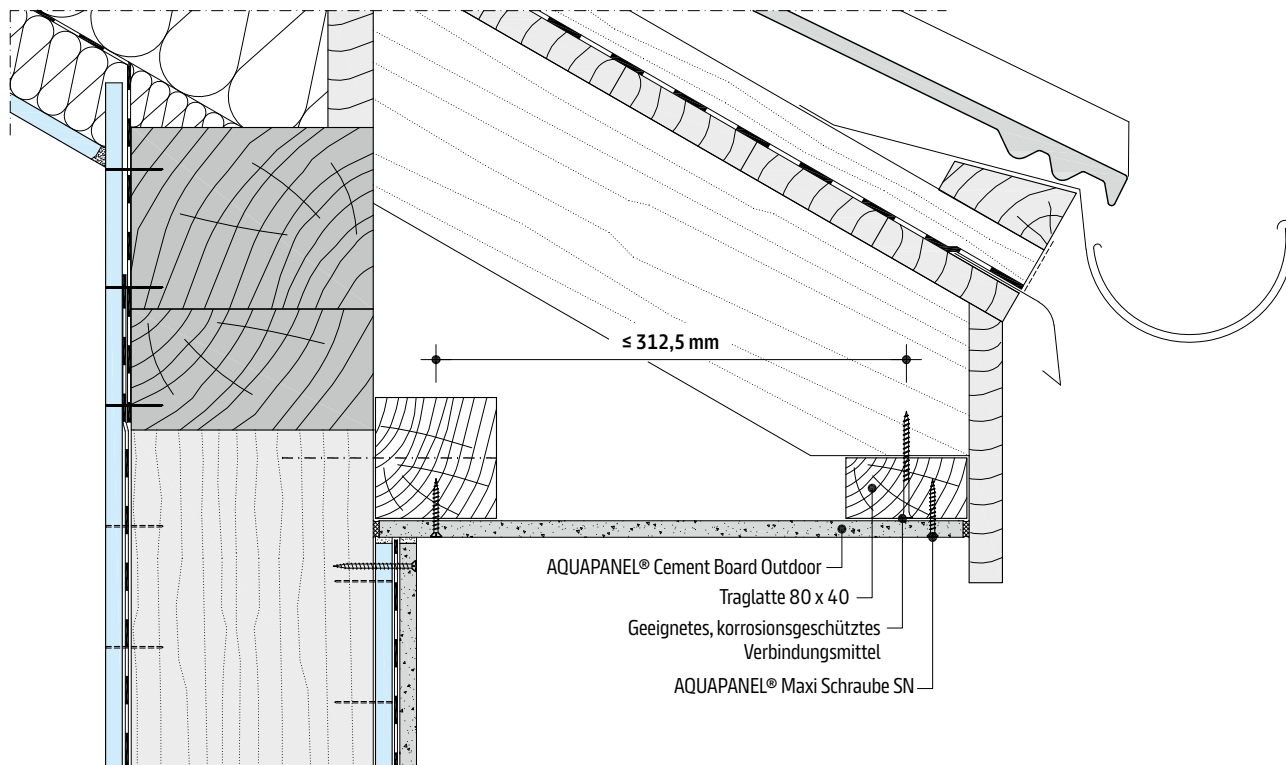 ≤ 312,5 mm
AQUAPANEL® Cement Board Outdoor
Traglatte 80 x 40
Geeignetes, korrosionsgeschütztes
Verbindungsmittel
AQUAPANEL® Maxi Schraube SN